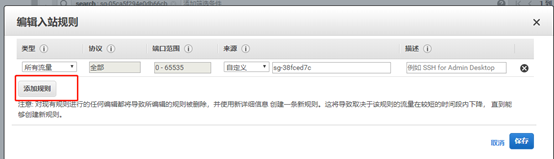 编辑入站规则
类型 协议 端口范围 来源 描述
所有流量 全部 0 - 65535 自定义 sg-38fced7c 例如 SSH for Admin Desktop
添加规则
注意: 对现有规则进行的任何编辑都将导致所编辑的规则被删除，并使用新详细信息 创建一条新规则。这将导致取决于该规则的流量在较短的时间段内下降， 直到能
够创建新规则。
取消 保存